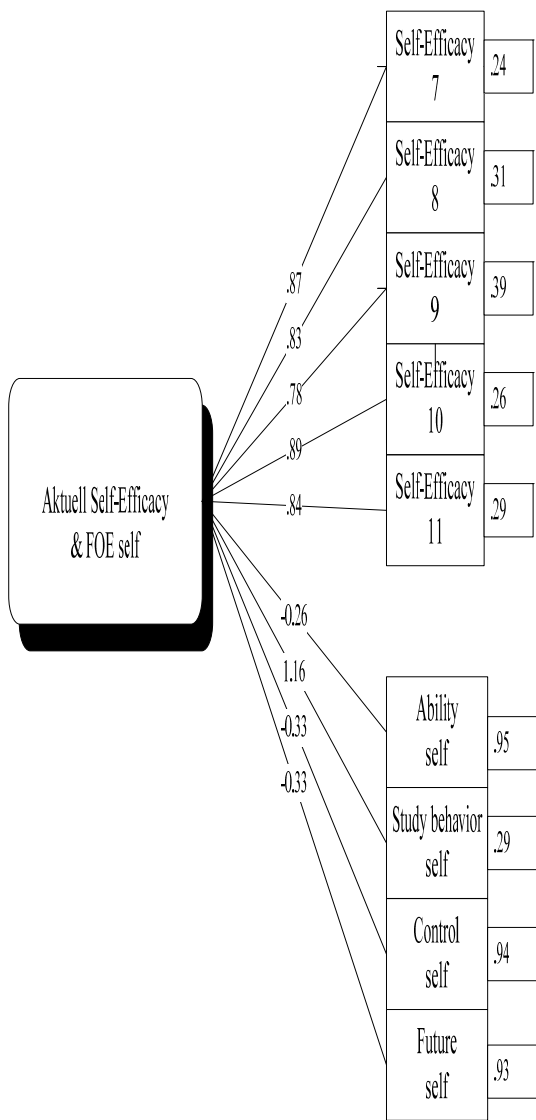 Self-Efficacy
7
.24
Self-Efficacy
8
.31
Self-Efficacy
9
.39
Self-Efficacy
10
.26
Self-Efficacy
11
.29
.87
.83
.78
.89
.84
Aktuell Self-Efficacy
& FOE self
-0.26
1.16
-0.33
-0.33
Ability
self
.95
Study behavior
self
.29
Control
self
.94
Future
self
.93